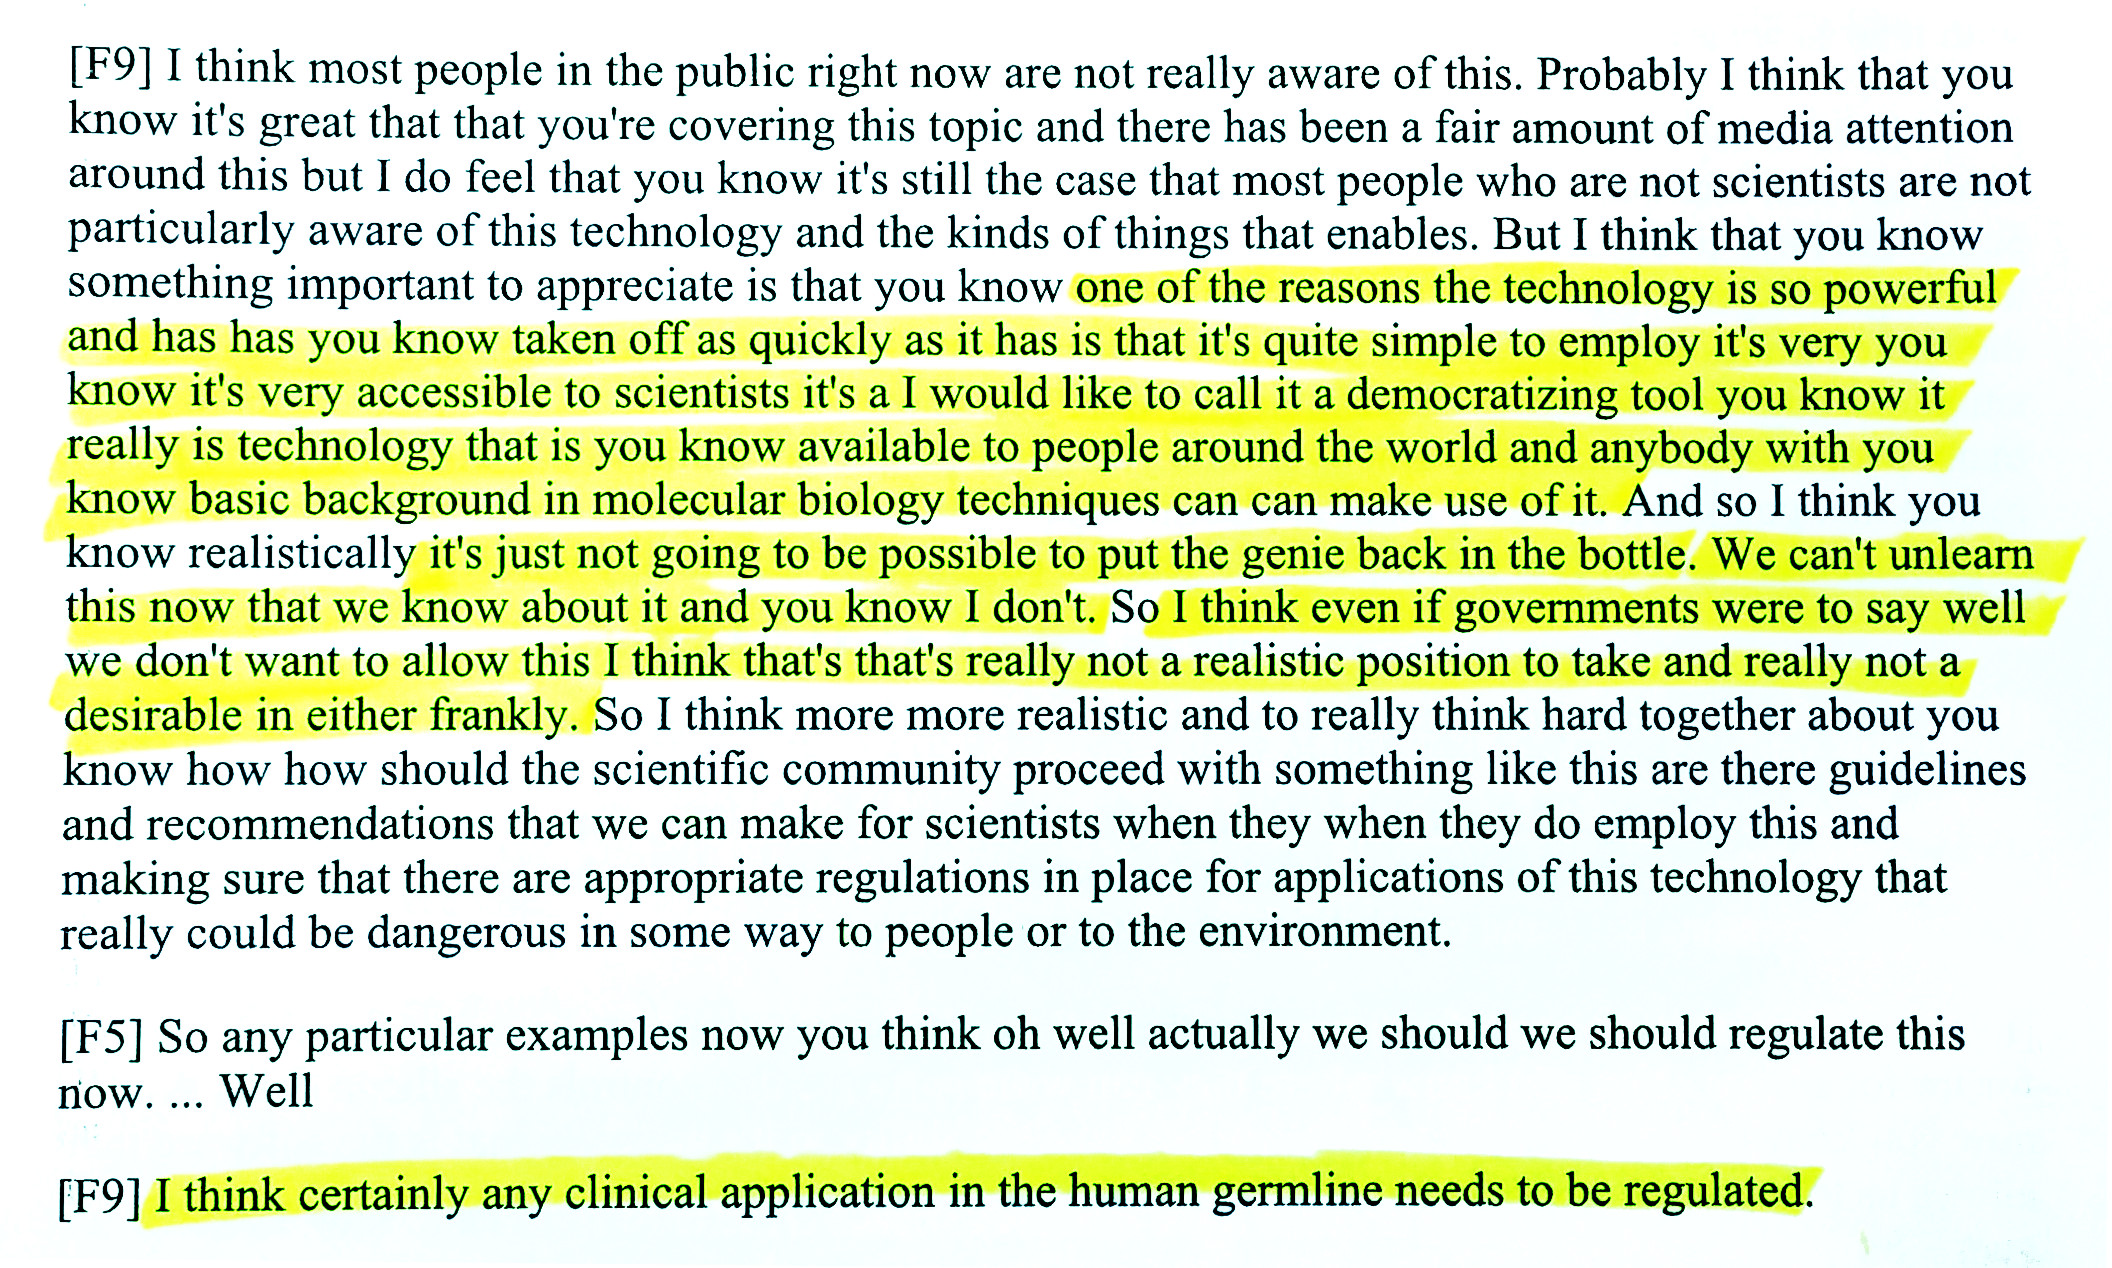 [F9] I think most people in the public right now are not really aware of this. Probably I think that you
know it's great that that you're covering this topic and there has been a fair amount of media attention
around this but I do feel that you know it's still the case that most people who are not scientists are not
particularly aware of this technology and the kinds of things that enables. But I think that you know
something important to appreciate is that you know one of the reasons the technology is so powerful
and has has you know taken off as quickly as it has is that it's quite simple to employ it's very you
know it's very accessible to scientists it's a I would like to call it a democratizing tool you know it
really is technology that is you know available to people around the world and anybody with you
know basic background in molecular biology techniques can can make use of it. And so I think you
know realistically it's just not going to be possible to put the genie back in the bottle. We can't unlearn
this now that we know about it and you know I don't. So I think even if governments were to say well
we don't want to allow this I think that's that's really not a realistic position to take and really not a
desirable in either frankly. So I think more more realistic and to really think hard together about you
know how how should the scientific community proceed with something like this are there guidelines
and recommendations that we can make for scientists when they when they do employ this and
making sure that there are appropriate regulations in place for applications of this technology that
really could be dangerous in some way to people or to the environment.
[F5] So any particular examples now you think oh well actually we should we should regulate this
now. ... Well
[F9] I think certainly any clinical application in the human germline needs to be regulated.